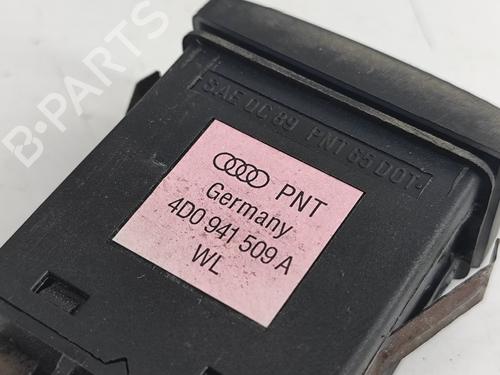 B-PARTS
SAE DC 89 PNT 65 DOT
PNT
Germany
4D0 941 509 A
WL